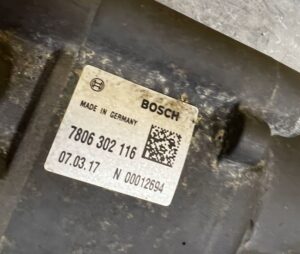 BOSCH
MADE IN GERMANY
7806 302 116
07.03.17 N 00012694